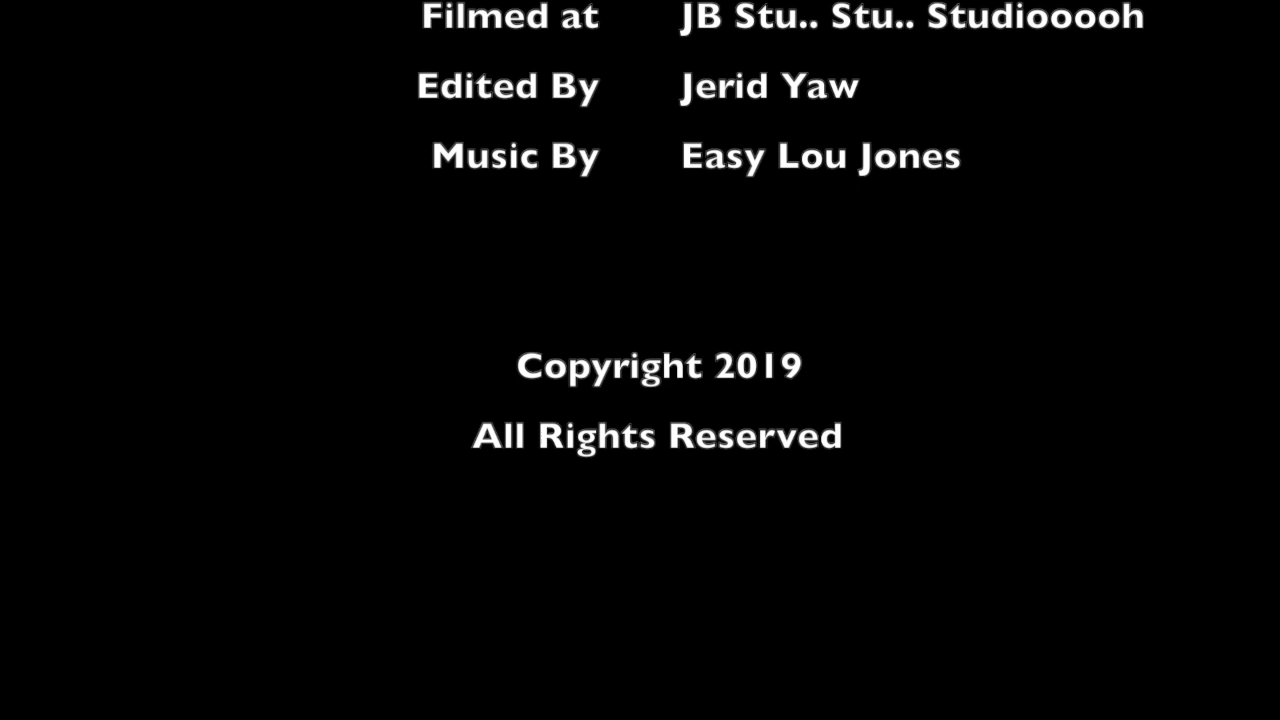 Filmed at JB Stu.. Stu.. Studiooooh
Edited By Jerid Yaw
Music By Easy Lou Jones
Copyright 2019
All Rights Reserved